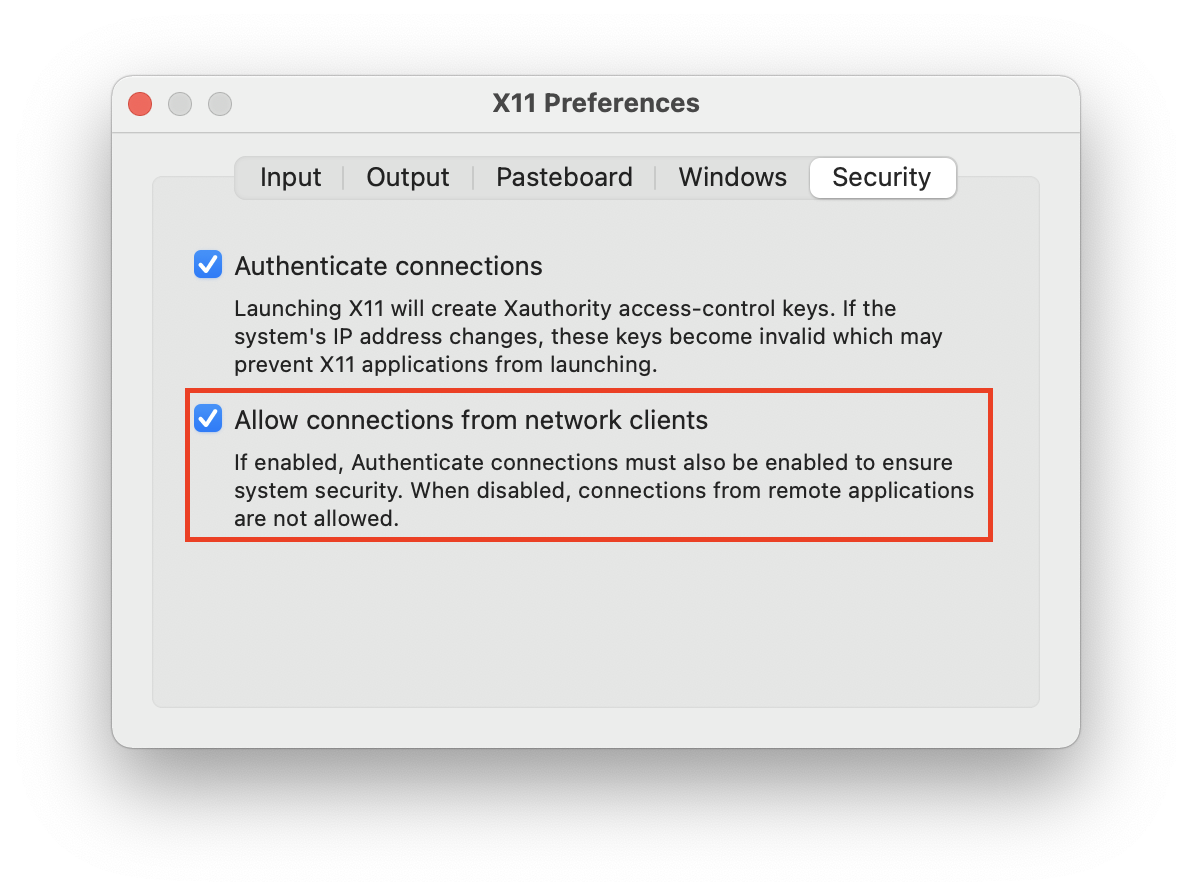 X11 Preferences
Input
Output
Pasteboard
Windows
Security
Authenticate connections
Launching X11 will create Xauthority access-control keys. If the
system's IP address changes, these keys become invalid which may
prevent X11 applications from launching.
Allow connections from network clients
If enabled, Authenticate connections must also be enabled to ensure
system security. When disabled, connections from remote applications
are not allowed.